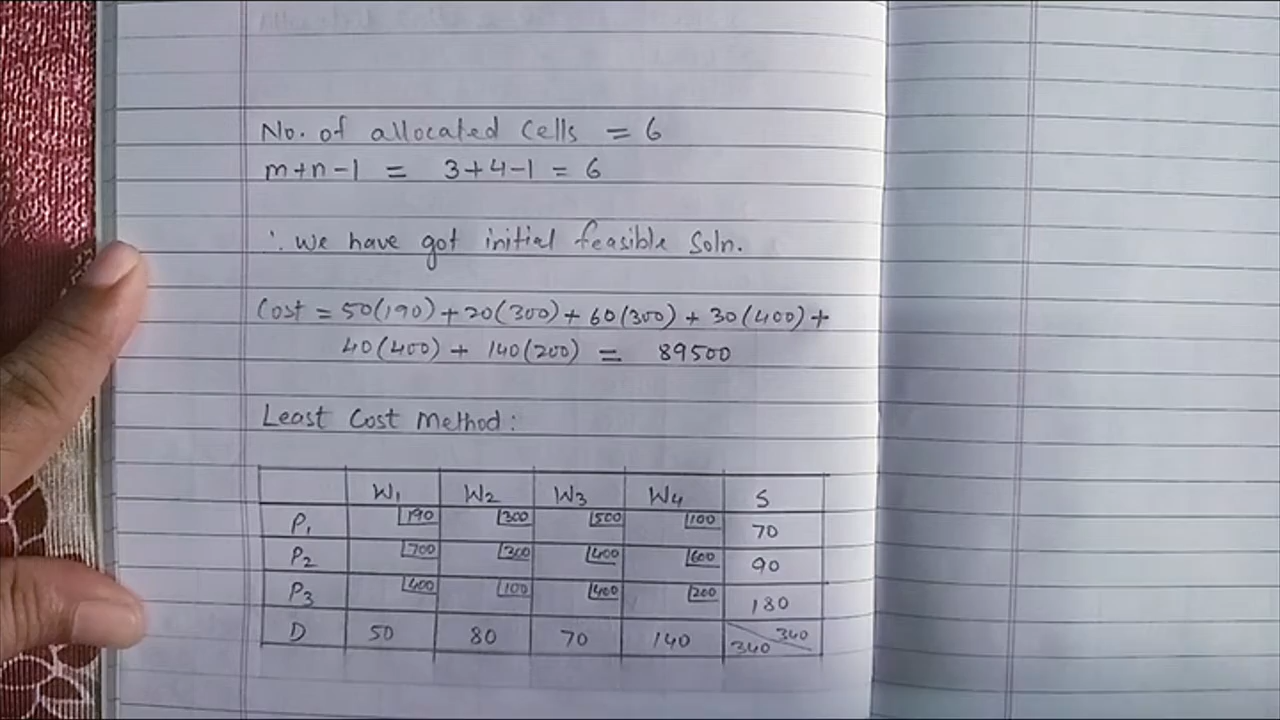 No. of allocated Cells = 6
m+n-1 = 3+4-1 = 6
∴ We have got initial feasible Soln.
Cost = 50(190)+20(300)+60(300)+30(400)+
40(400) + 140(200) = 89500
Least Cost Method:
W1 W2 W3 W4 S
P1 190 300 500 100 70
P2 700 300 400 600 90
P3 400 100 400 200 180
D 50 80 70 140 340 340